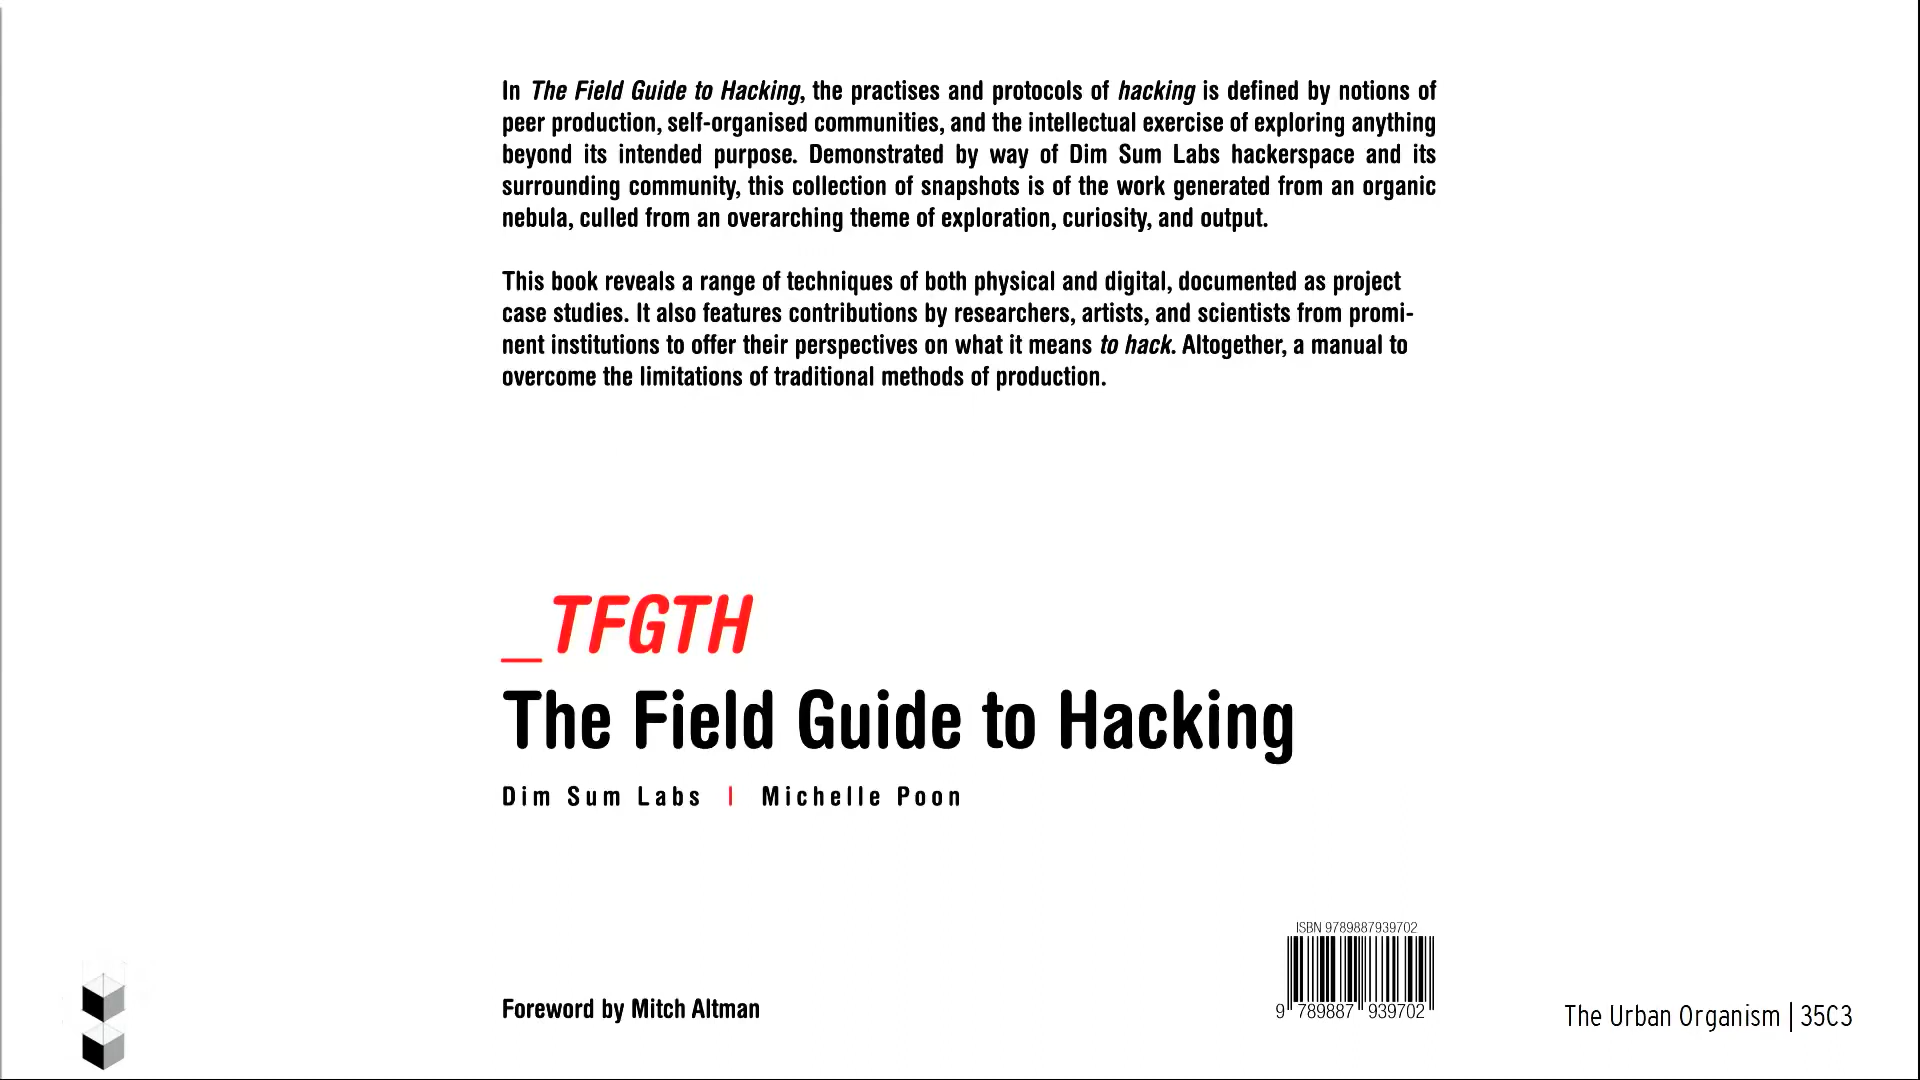 In The Field Guide to Hacking, the practises and protocols of hacking is defined by notions of
peer production, self-organised communities, and the intellectual exercise of exploring anything
beyond its intended purpose. Demonstrated by way of Dim Sum Labs hackerspace and its
surrounding community, this collection of snapshots is of the work generated from an organic
nebula, culled from an overarching theme of exploration, curiosity, and output.
This book reveals a range of techniques of both physical and digital, documented as project
case studies. It also features contributions by researchers, artists, and scientists from promi-
nent institutions to offer their perspectives on what it means to hack. Altogether, a manual to
overcome the limitations of traditional methods of production.
_TFGTH
The Field Guide to Hacking
Dim Sum Labs | Michelle Poon
ISBN 9789887939702
9 789887 939702
Foreword by Mitch Altman
The Urban Organism | 35C3